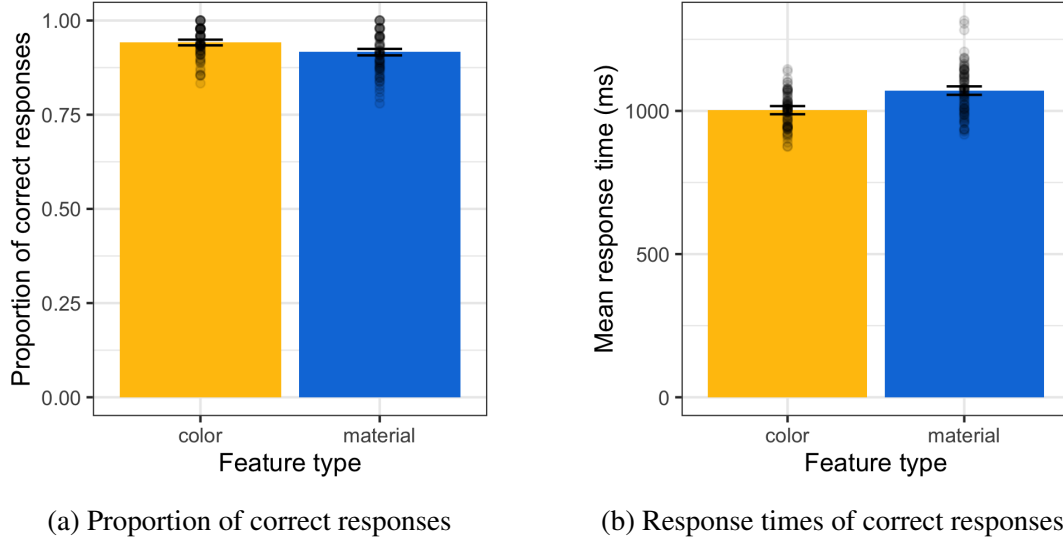 Proportion of correct responses
1.00
0.75
0.50
0.25
0.00
color material
Feature type
(a) Proportion of correct responses
Mean response time (ms)
1000
500
0
color material
Feature type
(b) Response times of correct responses